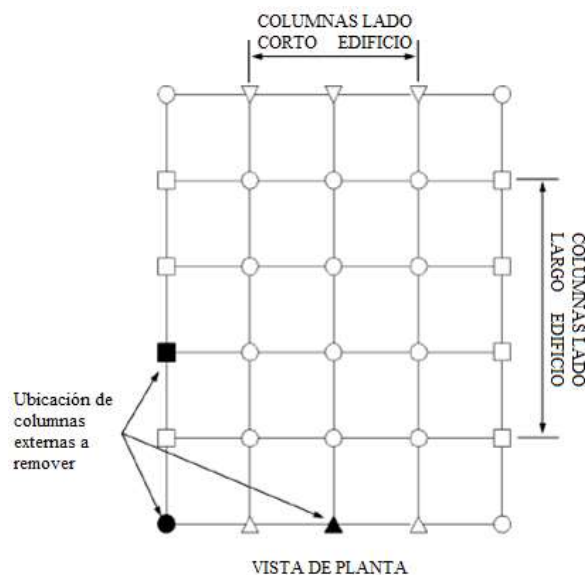 COLUMNAS LADO
CORTO EDIFICIO
COLUMNAS LADO
LARGO EDIFICIO
Ubicación de
columnas
externas a
remover
VISTA DE PLANTA